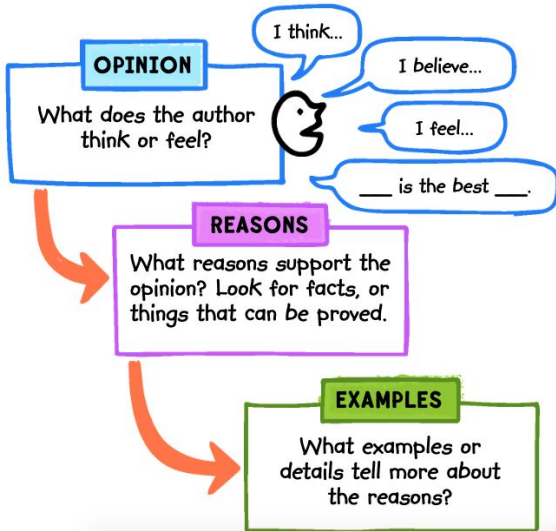 OPINION
What does the author
think or feel?
I think...
I believe...
I feel...
___ is the best ___.
REASONS
What reasons support the
opinion? Look for facts, or
things that can be proved.
EXAMPLES
What examples or
details tell more about
the reasons?